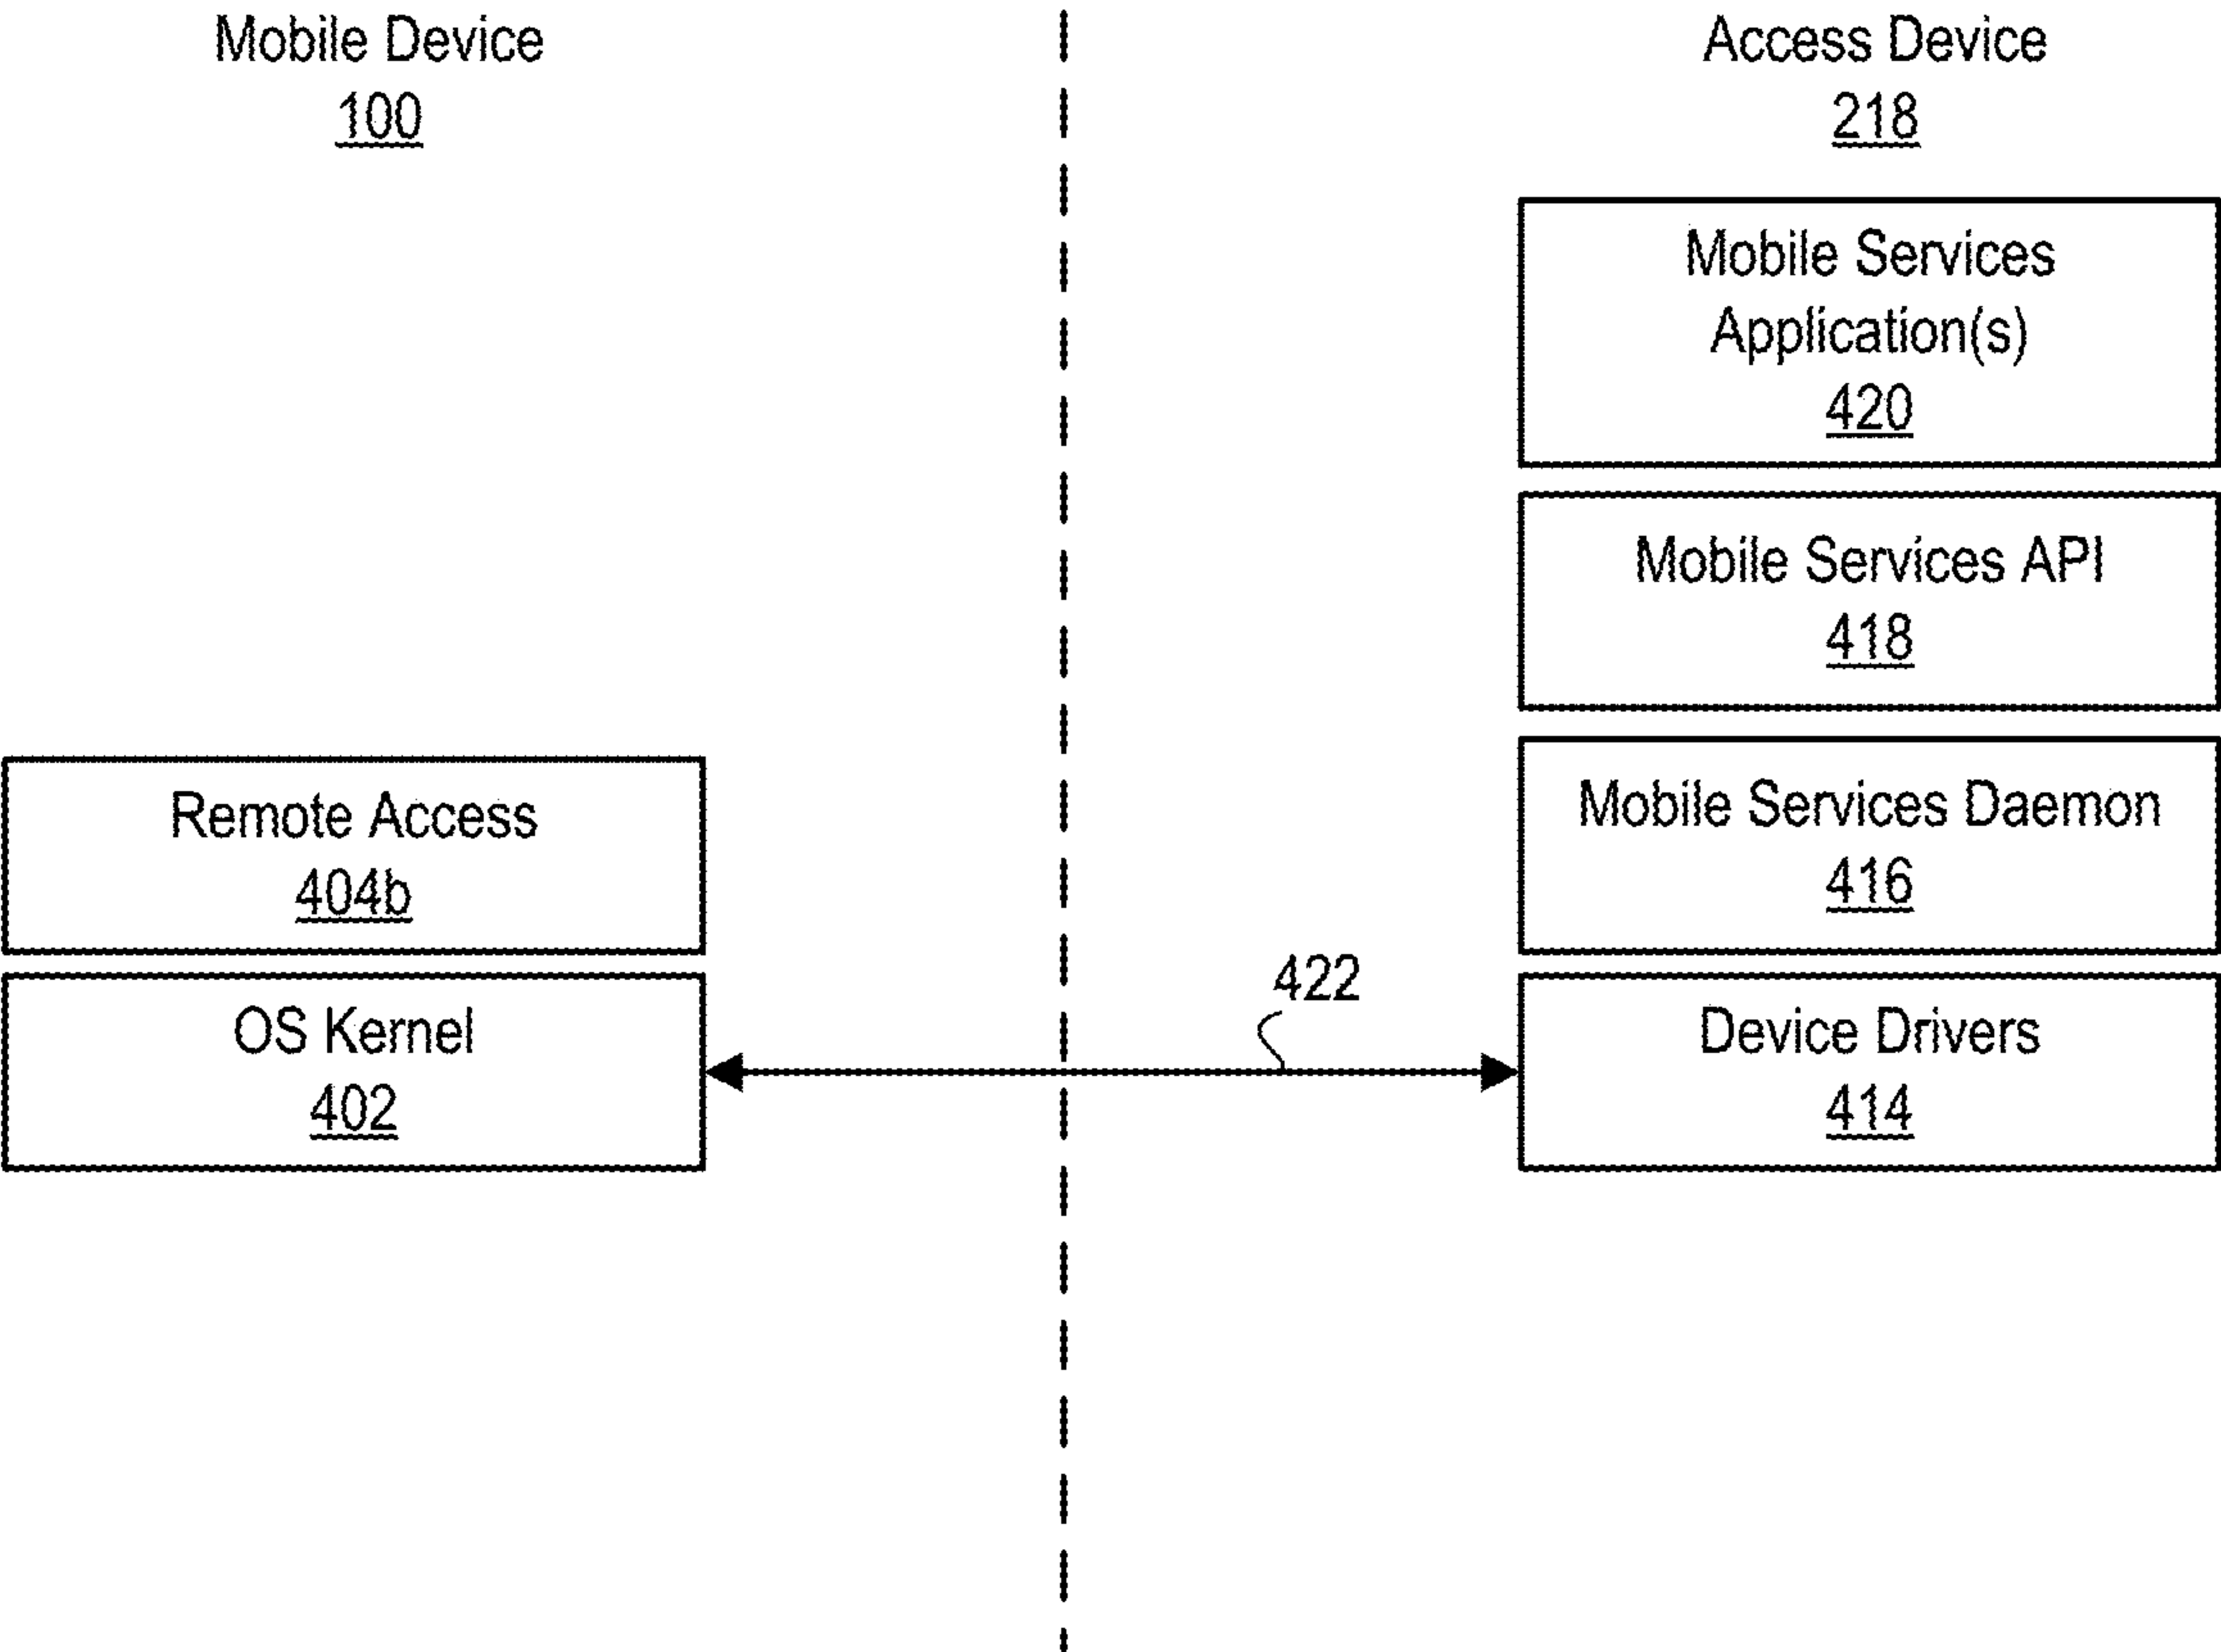 Mobile Device
100
Access Device
218
Mobile Services
Application(s)
420
Mobile Services API
418
Remote Access
404b
Mobile Services Daemon
416
OS Kernel
402
422
Device Drivers
414